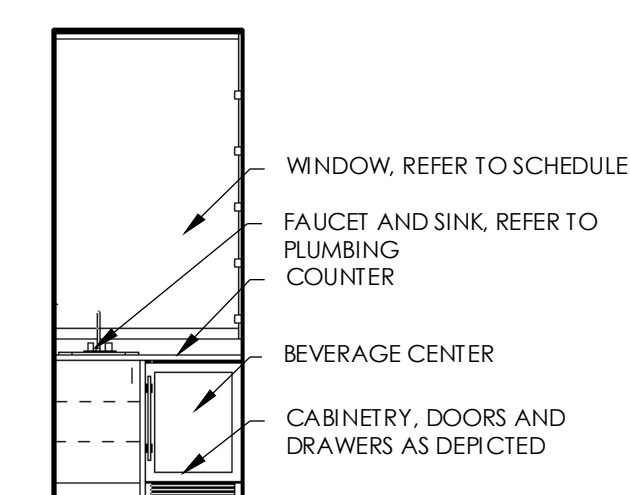 WINDOW, REFER TO SCHEDULE
FAUCET AND SINK, REFER TO
PLUMBING
COUNTER
BEVERAGE CENTER
CABINETRY, DOORS AND
DRAWERS AS DEPICTED